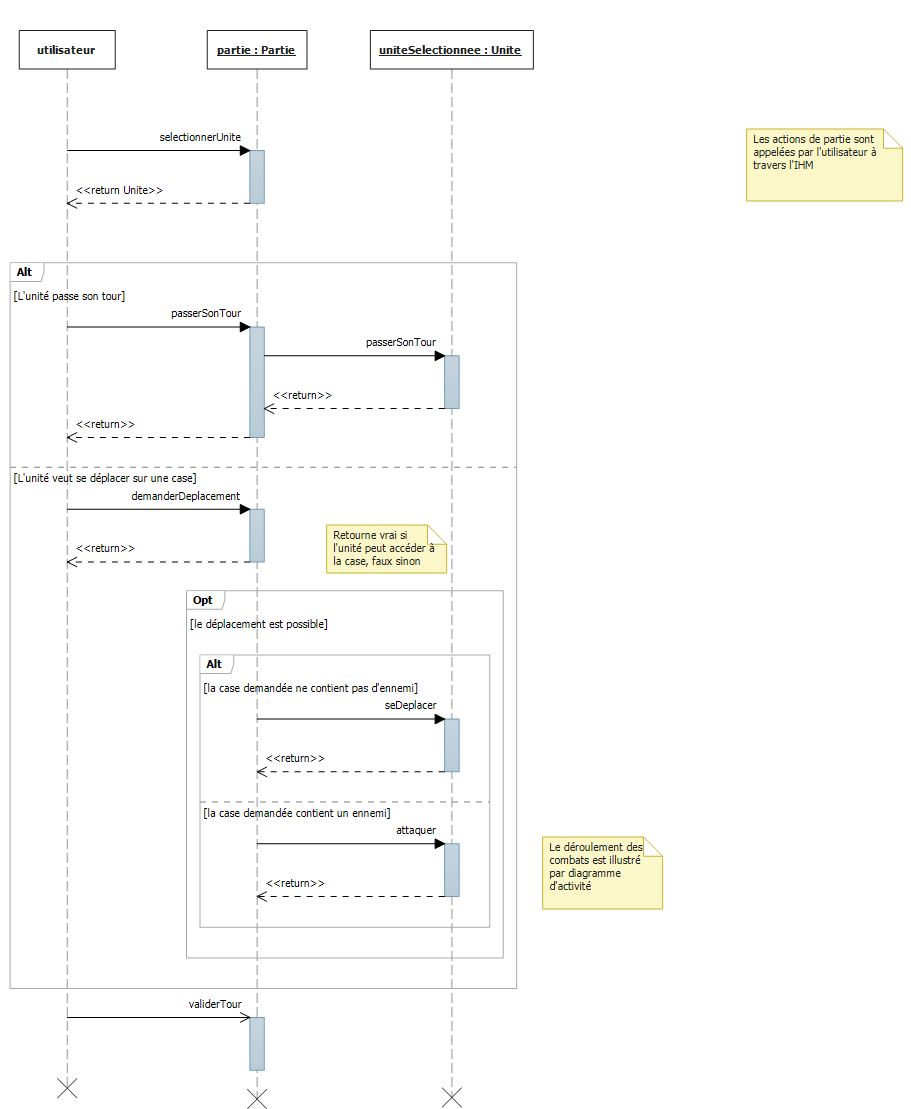 utilisateur
partie : Partie
uniteSelectionnee : Unite
selectionnerUnite
Les actions de partie sont
appelées par l'utilisateur à
travers l'IHM
<<return Unite>>
Alt
[L'unité passe son tour]
passerSonTour
passerSonTour
<<return>>
<<return>>
[L'unité veut se déplacer sur une case]
demanderDeplacement
Retourne vrai si
l'unité peut accéder à
la case, faux sinon
<<return>>
Opt
[le déplacement est possible]
Alt
[la case demandée ne contient pas d'ennemi]
seDeplacer
<<return>>
[la case demandée contient un ennemi]
attaquer
Le déroulement des
combats est illustré
par diagramme
d'activité
<<return>>
validerTour